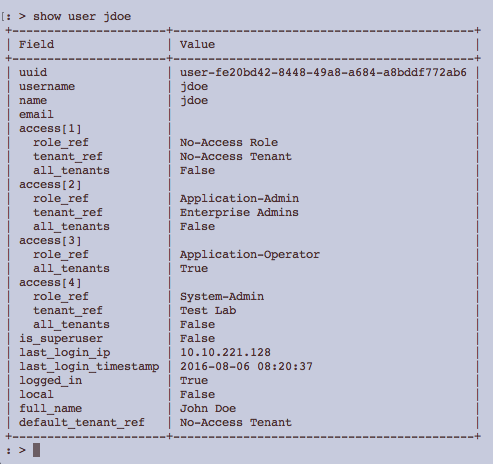 [: > show user jdoe
+----------------------+---------------------------------------------+
| Field                | Value                                       |
+----------------------+---------------------------------------------+
| uuid                 | user-fe20bd42-8448-49a8-a684-a8bddf772ab6 |
| username             | jdoe                                        |
| name                 | jdoe                                        |
| email                |                                             |
| access[1]            |                                             |
|   role_ref           | No-Access Role                              |
|   tenant_ref         | No-Access Tenant                            |
|   all_tenants        | False                                       |
| access[2]            |                                             |
|   role_ref           | Application-Admin                           |
|   tenant_ref         | Enterprise Admins                           |
|   all_tenants        | False                                       |
| access[3]            |                                             |
|   role_ref           | Application-Operator                        |
|   all_tenants        | True                                        |
| access[4]            |                                             |
|   role_ref           | System-Admin                                |
|   tenant_ref         | Test Lab                                    |
|   all_tenants        | False                                       |
| is_superuser         | False                                       |
| last_login_ip        | 10.10.221.128                               |
| last_login_timestamp | 2016-08-06 08:20:37                         |
| logged_in            | True                                        |
| local                | False                                       |
| full_name            | John Doe                                    |
| default_tenant_ref   | No-Access Tenant                            |
+----------------------+---------------------------------------------+
: >